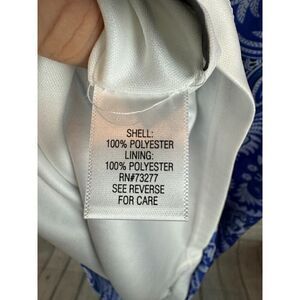 SHELL:
100% POLYESTER
LINING:
100% POLYESTER
RN#73277
SEE REVERSE
FOR CARE